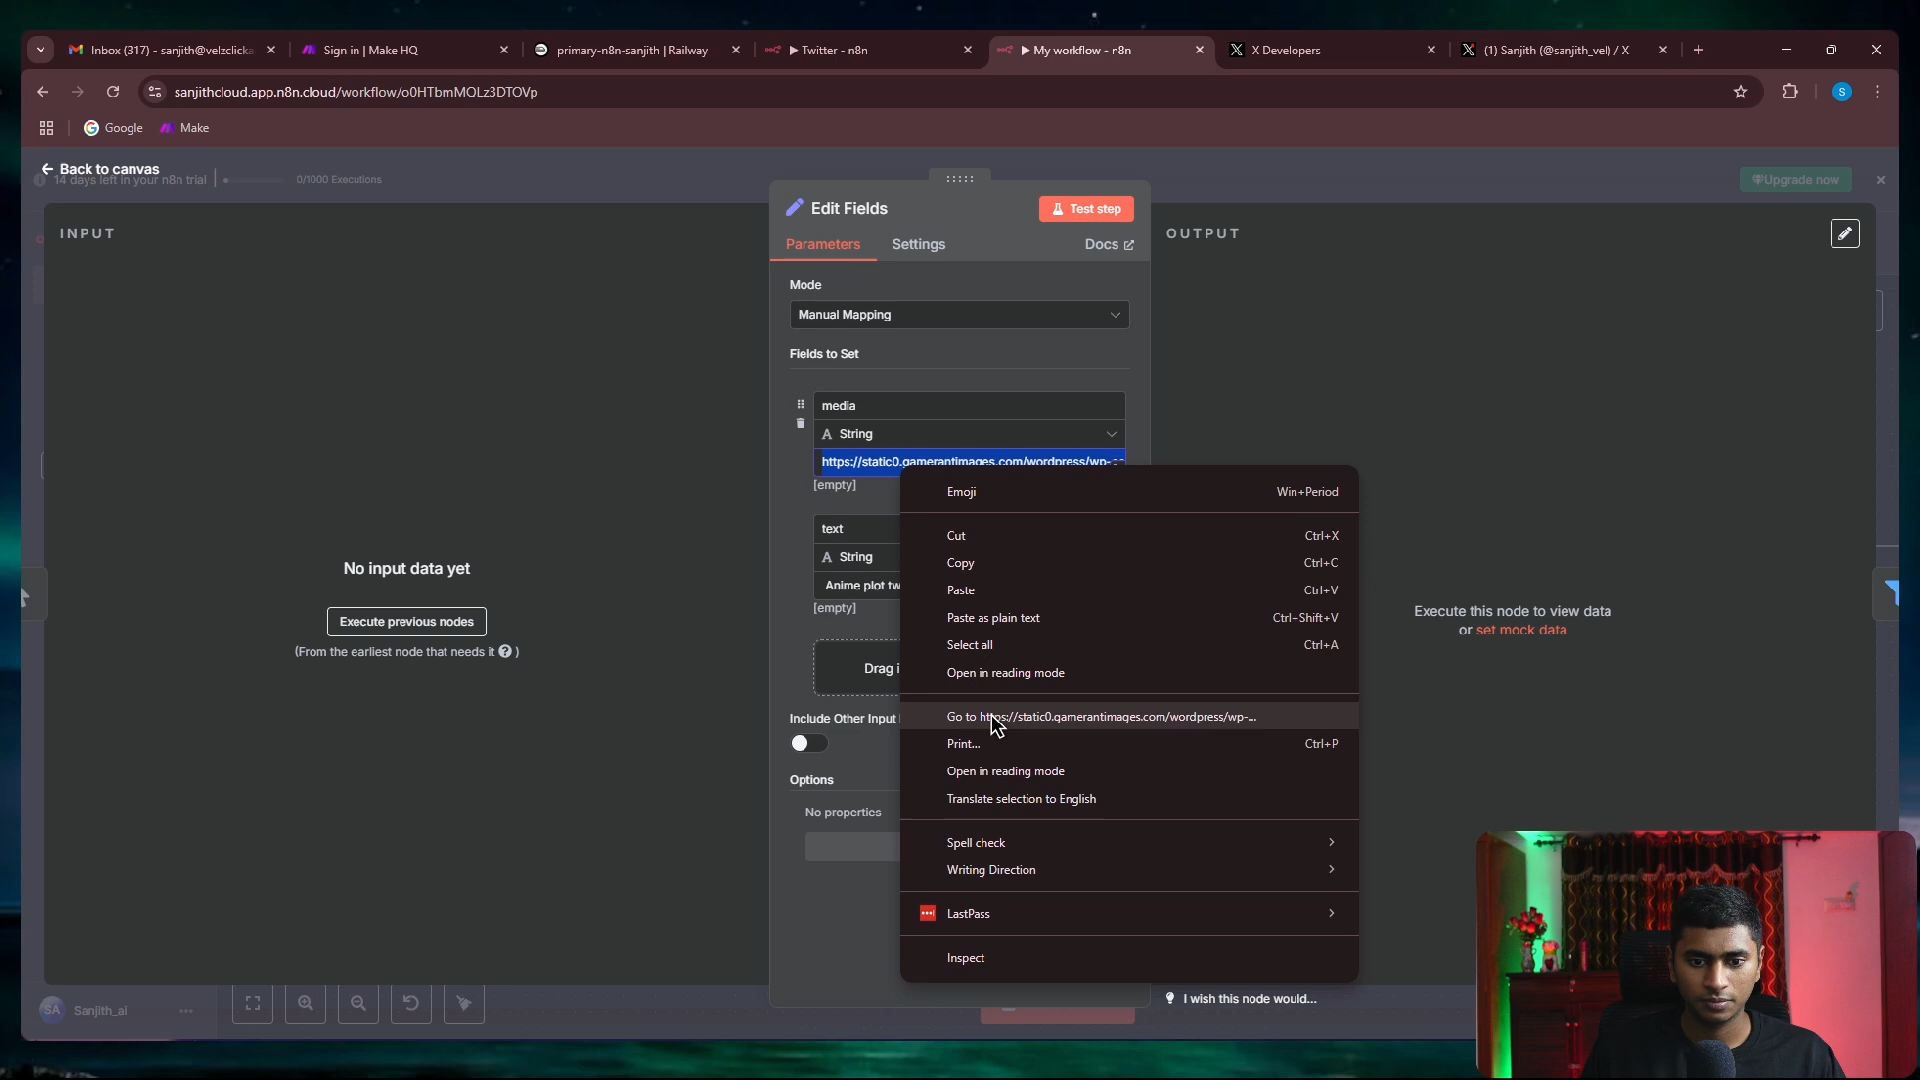 Inbox (317) - sanjith@velzclicka
Sign in | Make HQ
primary-n8n-sanjith | Railway
▶ Twitter - n8n
▶ My workflow - n8n
X Developers
(1) Sanjith (@sanjith_vel) / X
sanjithcloud.app.n8n.cloud/workflow/o0HTbmMOLz3DTOVp
S
Google
Make
Back to canvas
14 days left in your n8n trial
0/1000 Executions
Upgrade now
INPUT
Edit Fields
Test step
OUTPUT
Parameters
Settings
Docs
Mode
Manual Mapping
Fields to Set
media
A String
https://static0.gamerantimages.com/wordpress/wp-
[empty]
text
A String
Anime plot tw
[empty]
Drag i
Include Other Input
Options
No properties
No input data yet
Execute previous nodes
(From the earliest node that needs it ? )
Execute this node to view data
or set mock data
Emoji Win+Period
Cut Ctrl+X
Copy Ctrl+C
Paste Ctrl+V
Paste as plain text Ctrl-Shift+V
Select all Ctrl+A
Open in reading mode
Go to https://static0.gamerantimages.com/wordpress/wp-...
Print... Ctrl+P
Open in reading mode
Translate selection to English
Spell check
Writing Direction
LastPass
Inspect
I wish this node would...
SA
Sanjith_ai